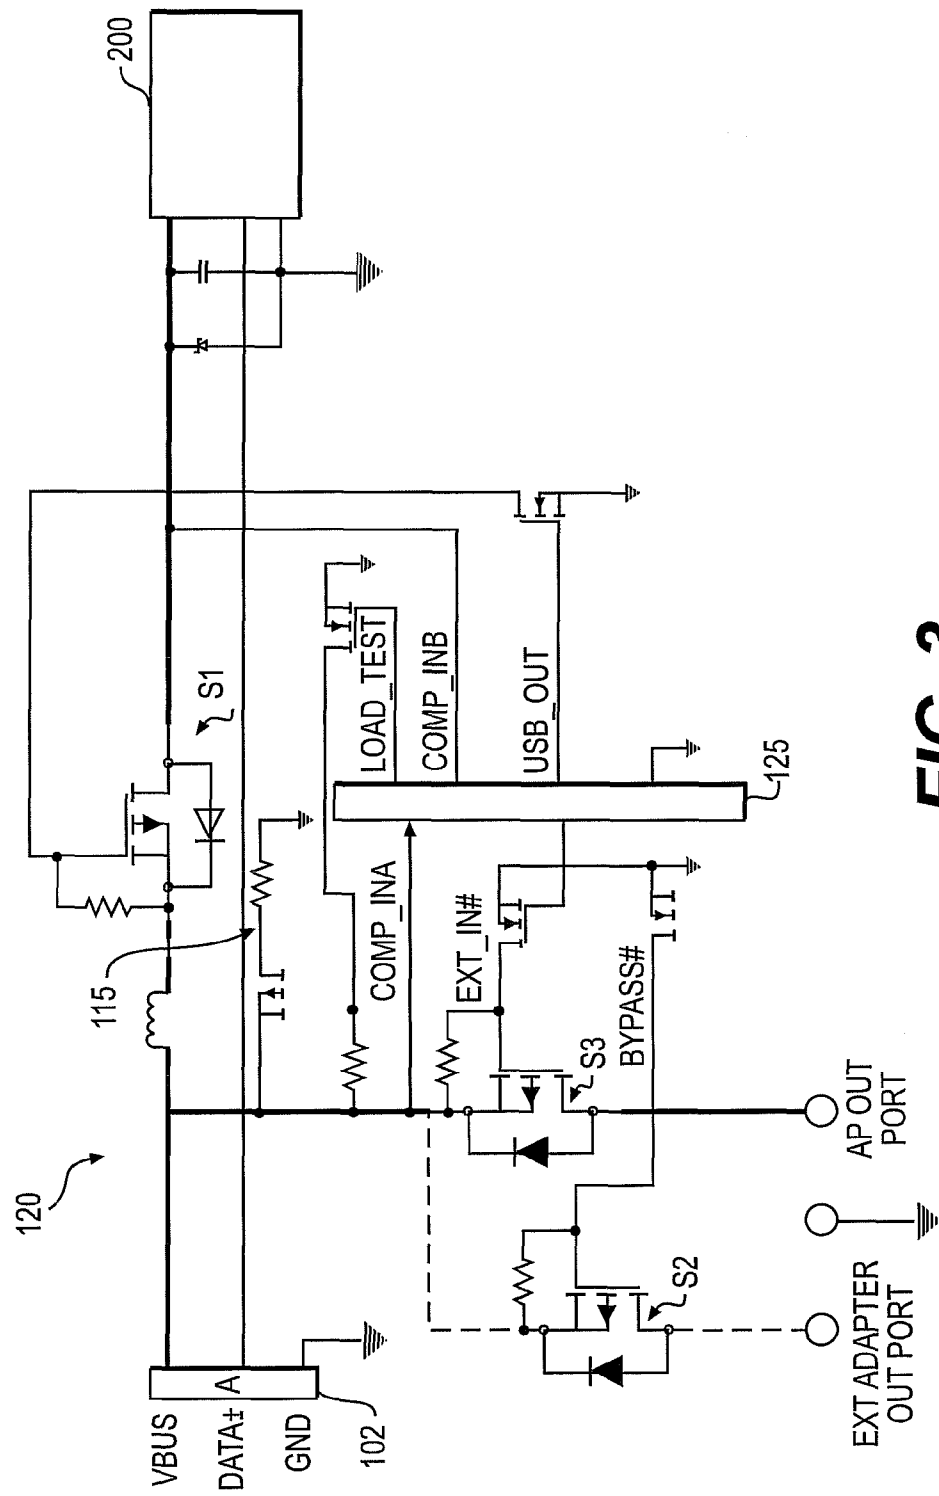 200
S1
115
120
LOAD_TEST
COMP_INB
USB_OUT
125
COMP_INA
EXT_IN#
BYPASS#
S3
S2
AP OUT
PORT
EXT ADAPTER
OUT PORT
VBUS
DATA±
GND
A
102
FIG.